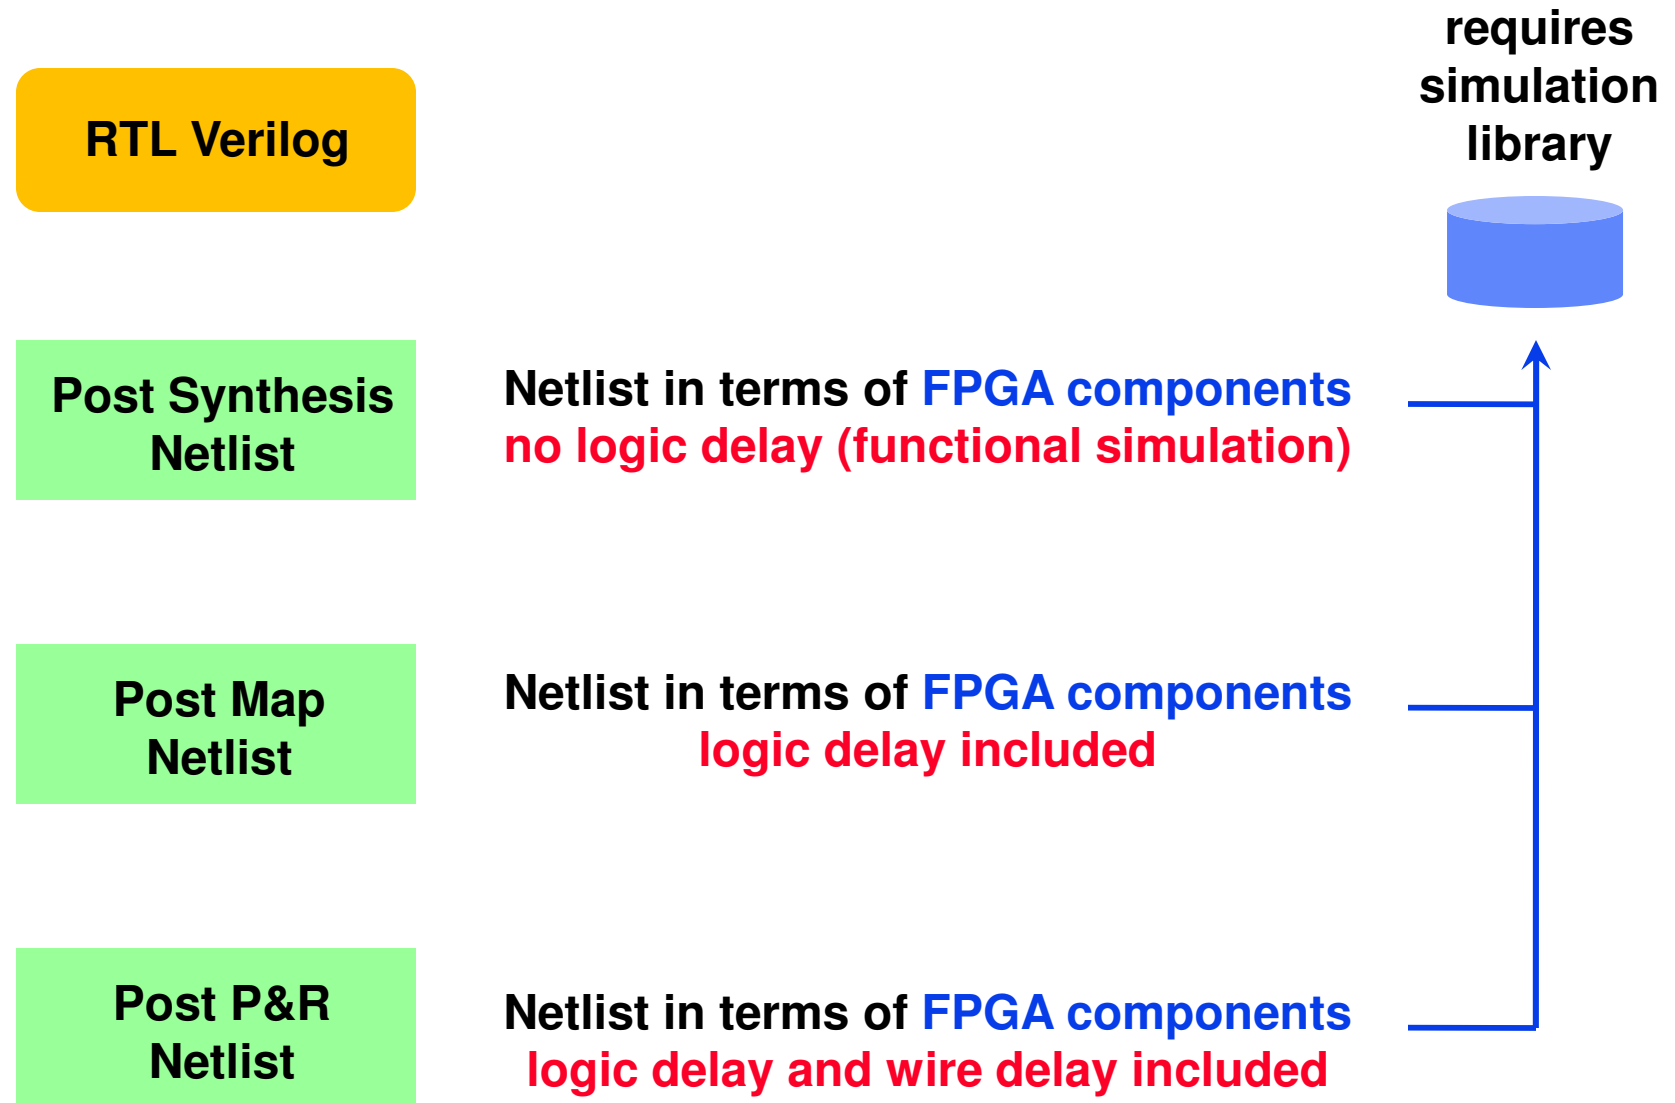 requires
simulation
library
RTL Verilog
Post Synthesis
Netlist
Netlist in terms of FPGA components
no logic delay (functional simulation)
Post Map
Netlist
Netlist in terms of FPGA components
logic delay included
Post P&R
Netlist
Netlist in terms of FPGA components
logic delay and wire delay included